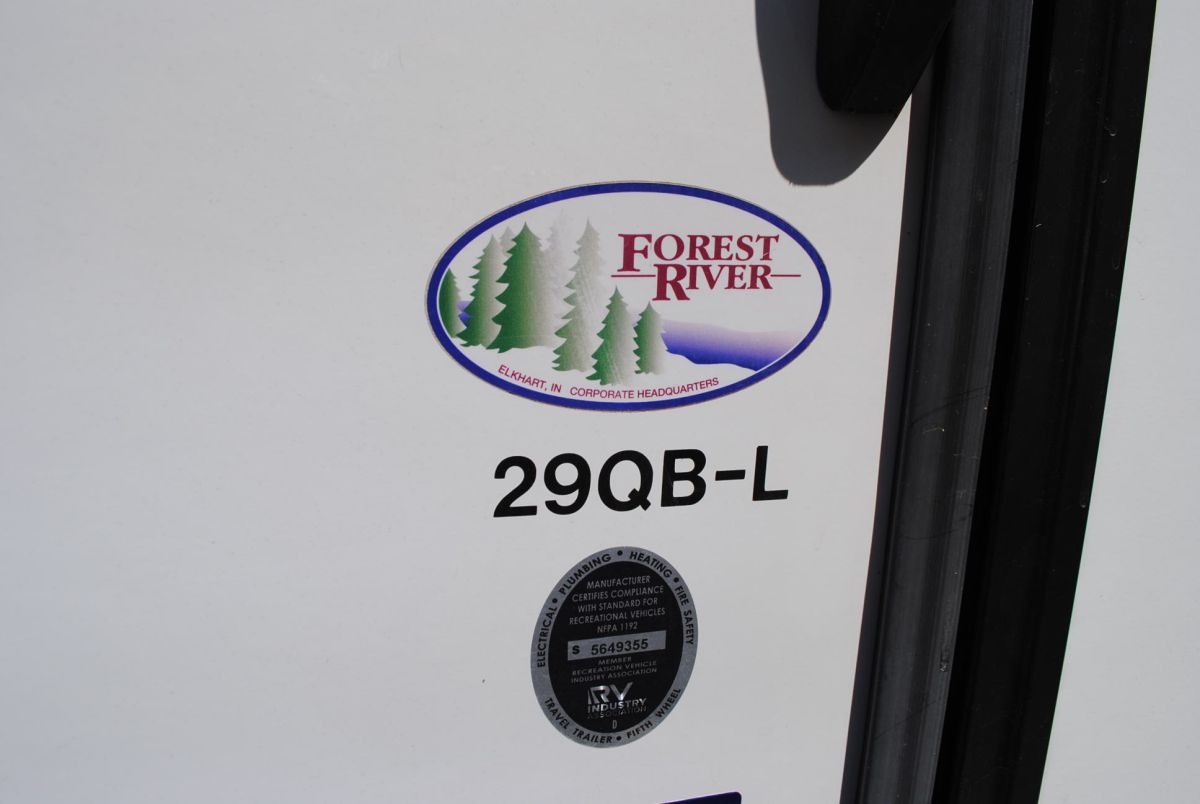 FOREST
RIVER
ELKHART, IN CORPORATE HEADQUARTERS
29QB-L
ELECTRICAL • PLUMBING • HEATING • FIRE SAFETY
MANUFACTURER
CERTIFIES COMPLIANCE
WITH STANDARD FOR
RECREATIONAL VEHICLES
NFPA 1192
S 5649355
MEMBER
RECREATION VEHICLE
INDUSTRY ASSOCIATION
RV
INDUSTRY
ASSOCIATION
D
TRAVEL TRAILER • FIFTH WHEEL